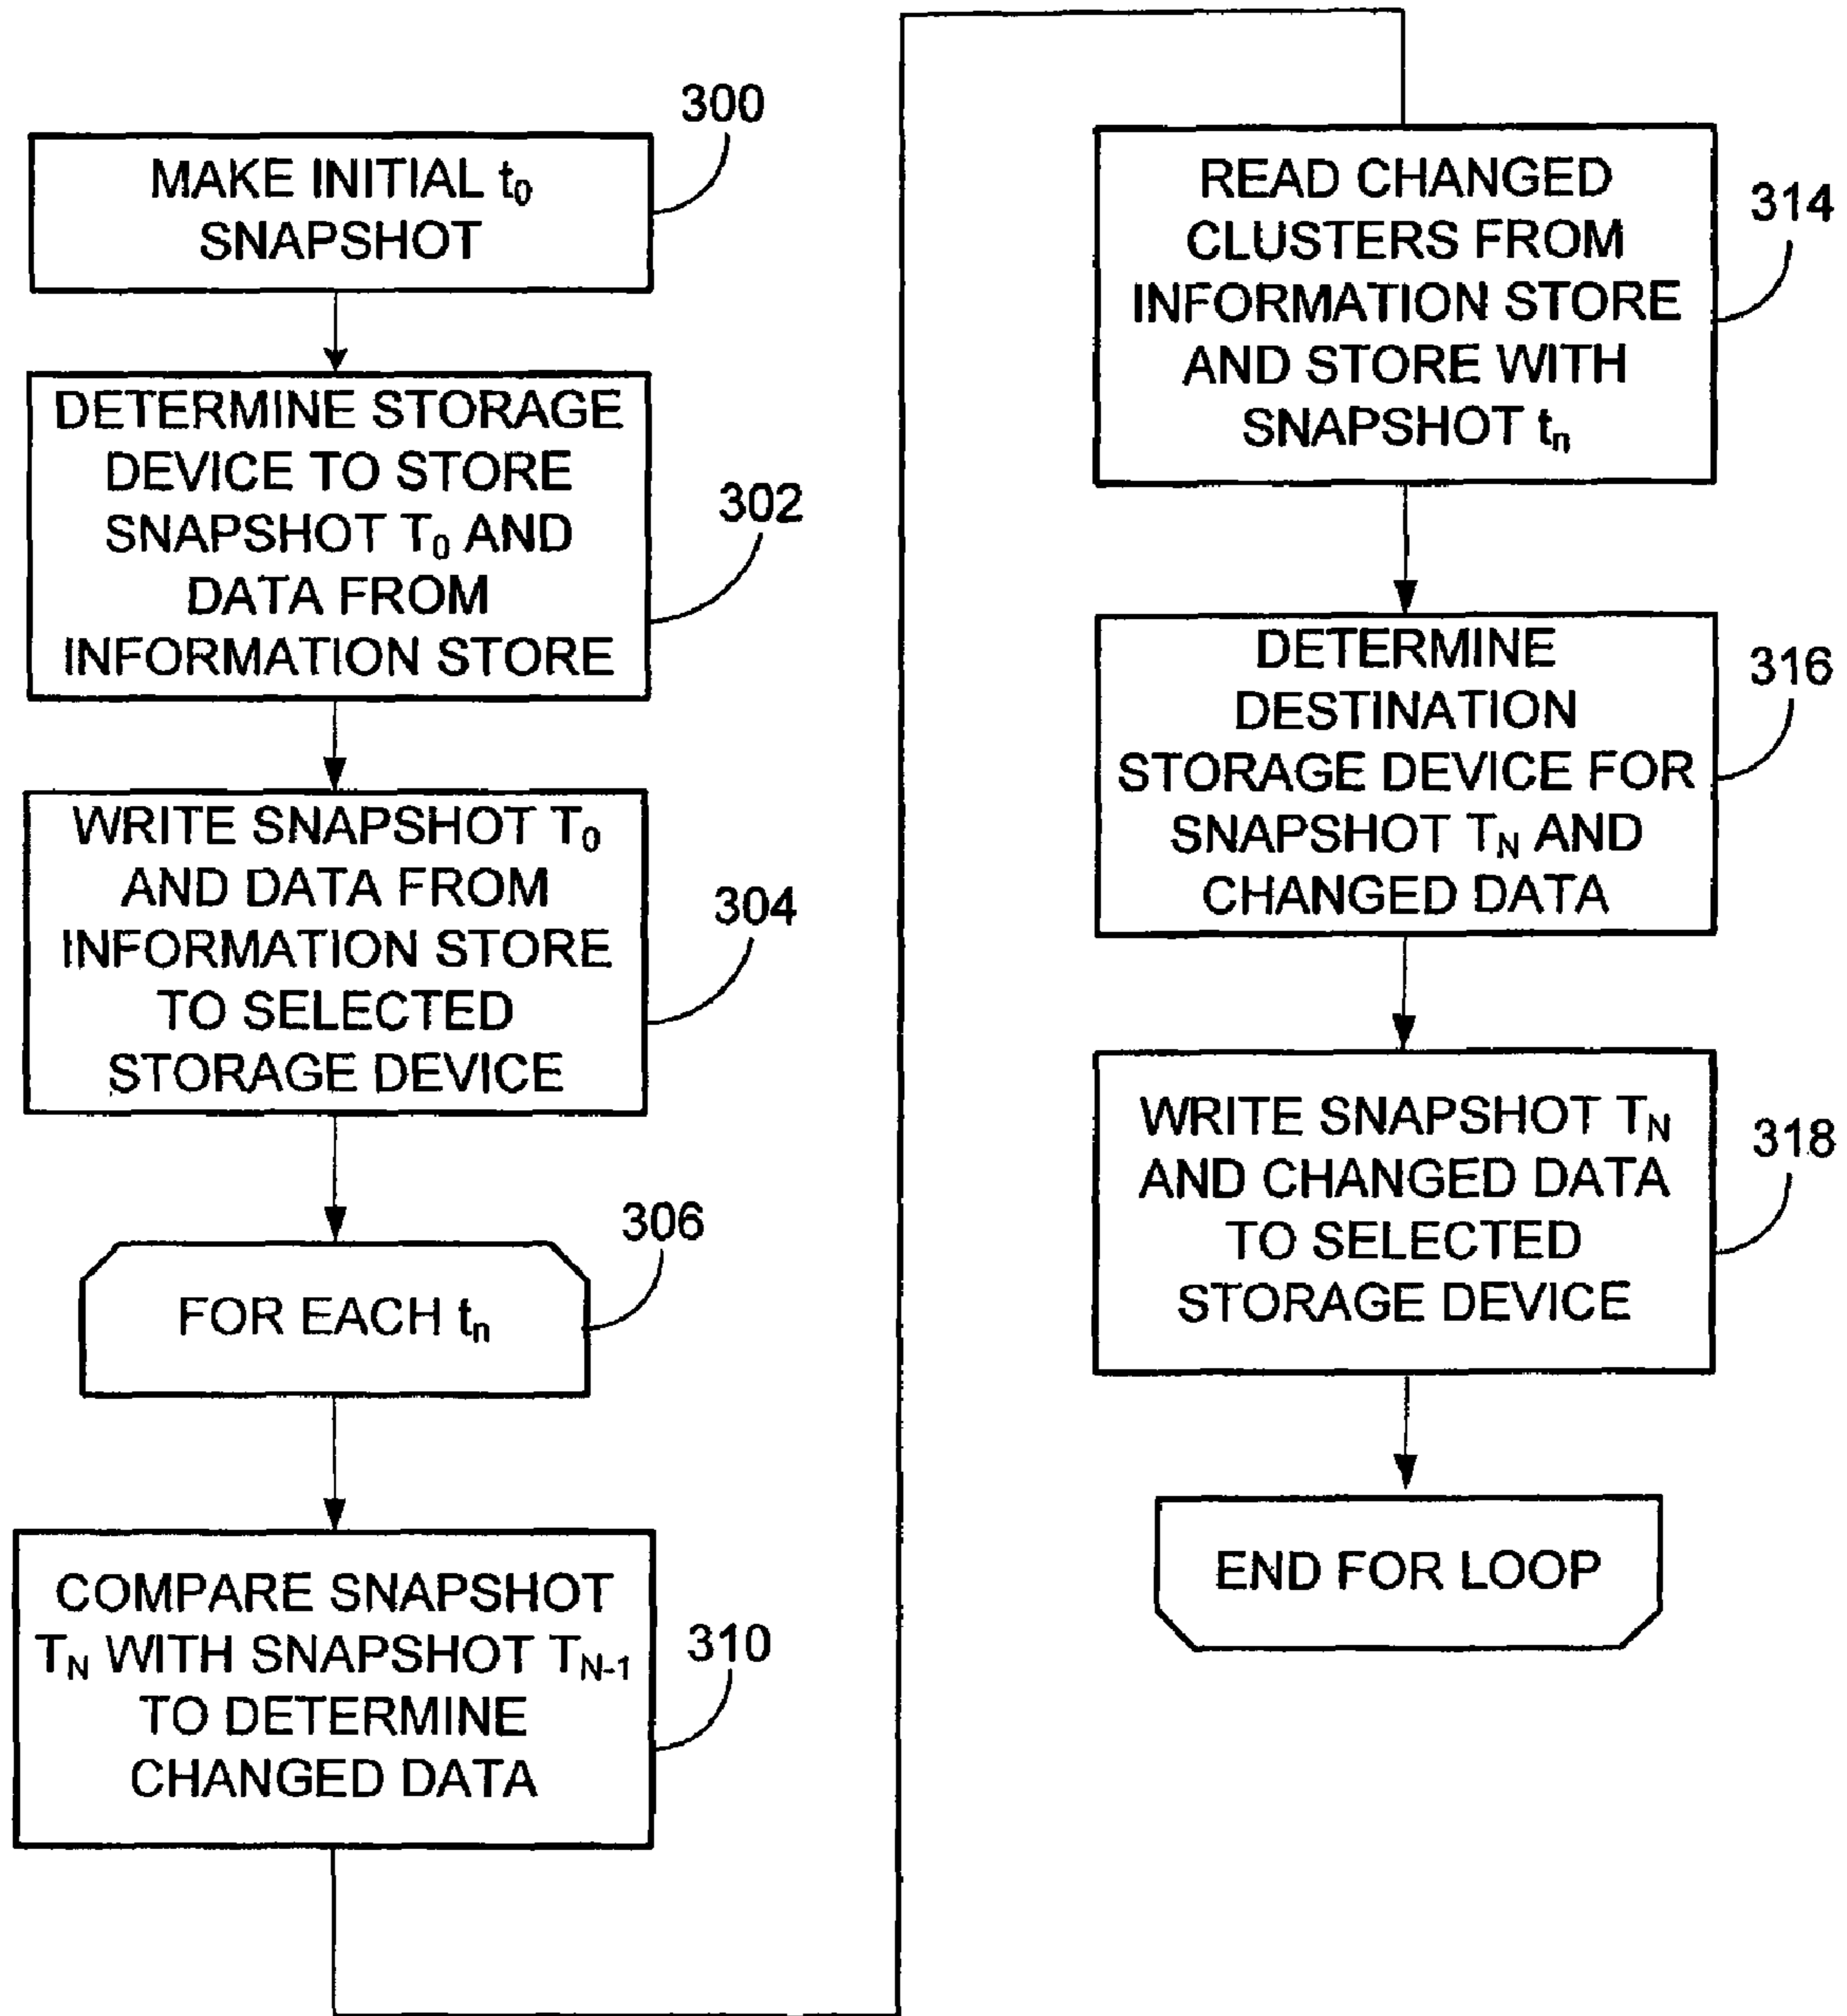 300
MAKE INITIAL t₀
SNAPSHOT
DETERMINE STORAGE
DEVICE TO STORE
SNAPSHOT T₀ AND
DATA FROM
INFORMATION STORE
302
WRITE SNAPSHOT T₀
AND DATA FROM
INFORMATION STORE
TO SELECTED
STORAGE DEVICE
304
306
FOR EACH tₙ
COMPARE SNAPSHOT
T_N WITH SNAPSHOT T_N-1
TO DETERMINE
CHANGED DATA
310
READ CHANGED
CLUSTERS FROM
INFORMATION STORE
AND STORE WITH
SNAPSHOT tₙ
314
DETERMINE
DESTINATION
STORAGE DEVICE FOR
SNAPSHOT T_N AND
CHANGED DATA
316
WRITE SNAPSHOT T_N
AND CHANGED DATA
TO SELECTED
STORAGE DEVICE
318
END FOR LOOP